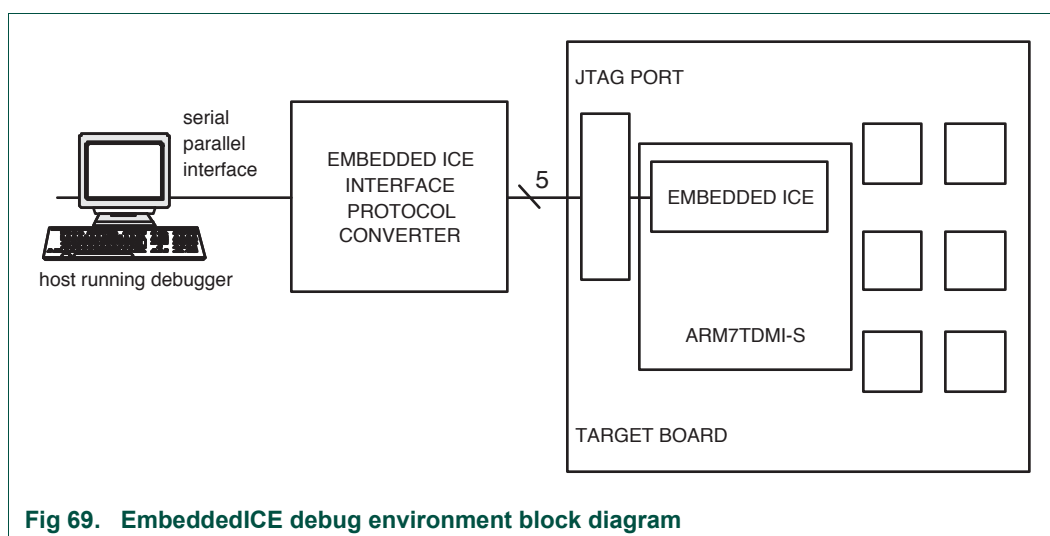 JTAG PORT
serial
parallel
interface
EMBEDDED ICE
INTERFACE
PROTOCOL
CONVERTER
5
EMBEDDED ICE
host running debugger
ARM7TDMI-S
TARGET BOARD
Fig 69. EmbeddedICE debug environment block diagram